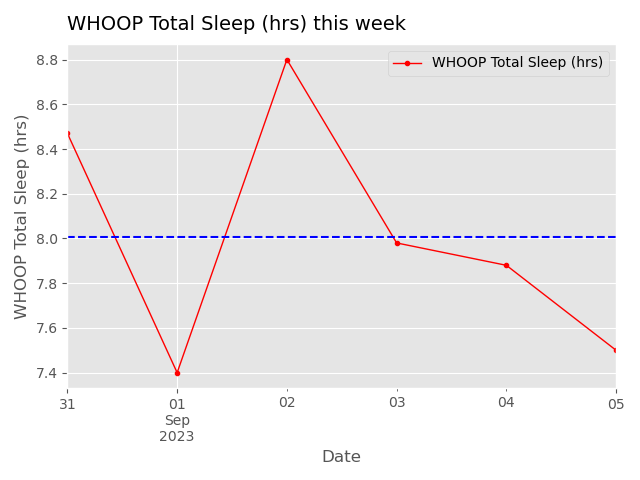 WHOOP Total Sleep (hrs) this week
WHOOP Total Sleep (hrs)
WHOOP Total Sleep (hrs)
8.8
8.6
8.4
8.2
8.0
7.8
7.6
7.4
31 01 02 03 04 05
Sep
2023
Date